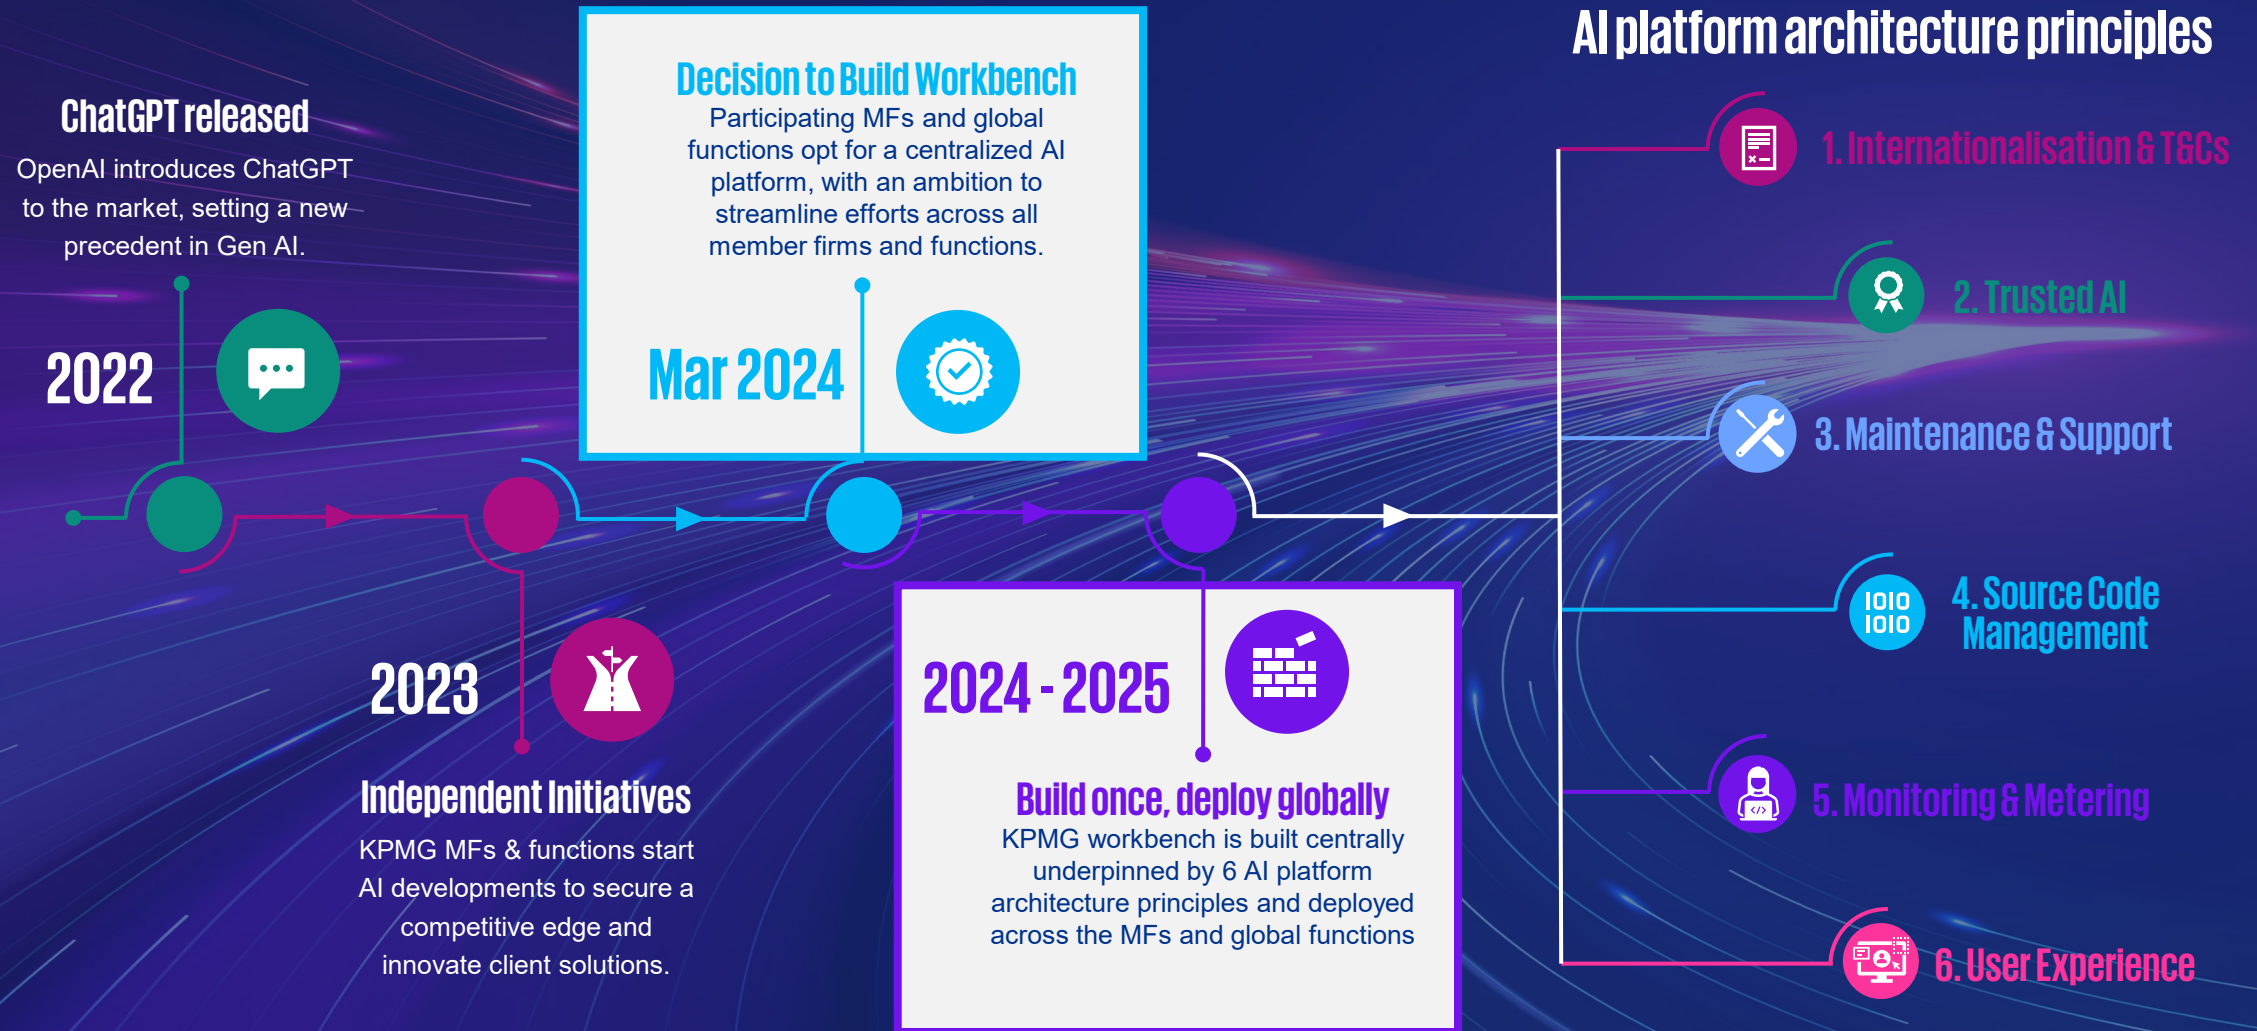 ChatGPT released
OpenAI introduces ChatGPT
to the market, setting a new
precedent in Gen AI.
2022
2023
Independent Initiatives
KPMG MFs & functions start
AI developments to secure a
competitive edge and
innovate client solutions.
Decision to Build Workbench
Participating MFs and global
functions opt for a centralized AI
platform, with an ambition to
streamline efforts across all
member firms and functions.
Mar 2024
2024 - 2025
Build once, deploy globally
KPMG workbench is built centrally
underpinned by 6 AI platform
architecture principles and deployed
across the MFs and global functions
AI platform architecture principles
1. Internationalisation & T&Cs
2. Trusted AI
3. Maintenance & Support
1010
1010
4. Source Code
Management
</>
5. Monitoring & Metering
6. User Experience